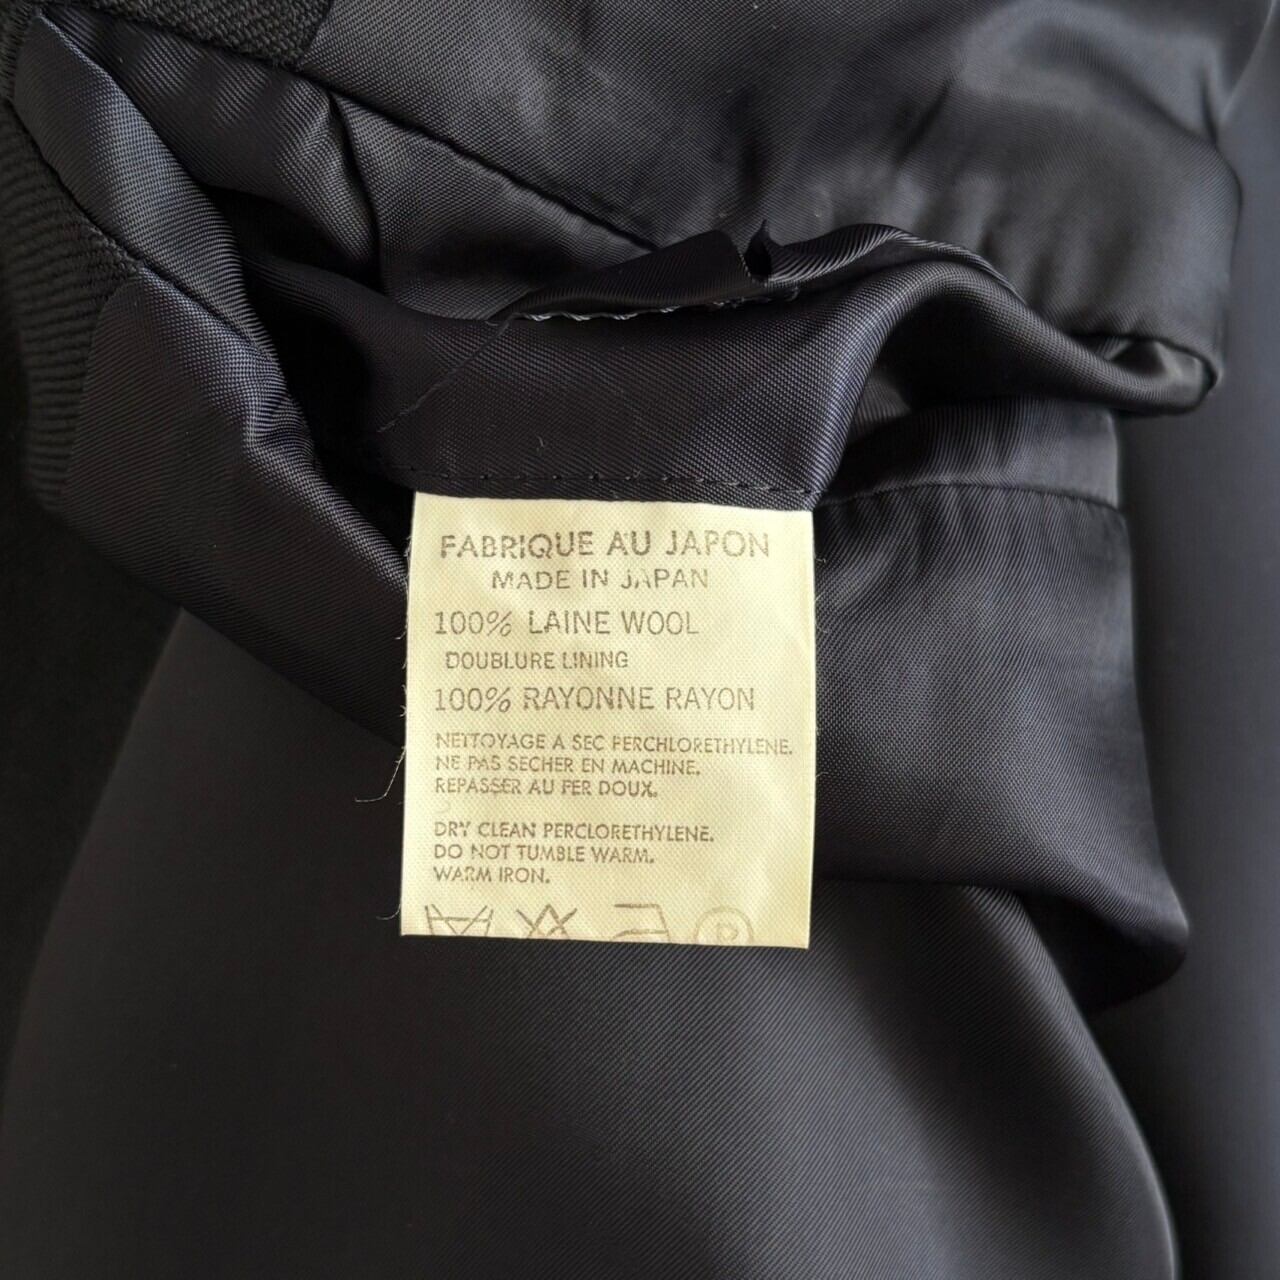 FABRIQUE AU JAPON
MADE IN JAPAN
100% LAINE WOOL
DOUBLURE LINING
100% RAYONNE RAYON
NETTOYAGE A SEC PERCHLORETHYLENE.
NE PAS SECHER EN MACHINE.
REPASSER AU FER DOUX.
DRY CLEAN PERCLORETHYLENE.
DO NOT TUMBLE WARM.
WARM IRON.
P